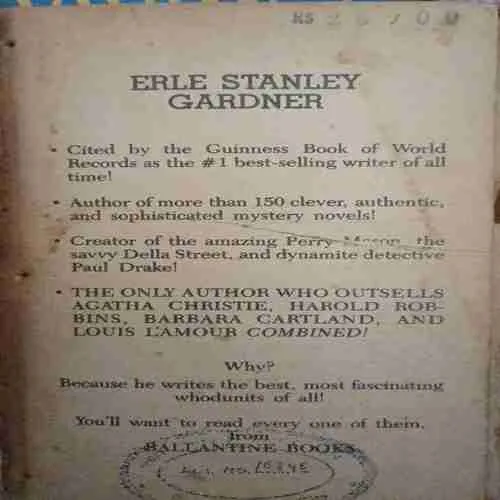 ERLE STANLEY
GARDNER
• Cited by the Guinness Book of World
Records as the #1 best-selling writer of all
time!
• Author of more than 150 clever, authentic,
and sophisticated mystery novels!
• Creator of the amazing Perry Mason, the
savvy Della Street, and dynamite detective
Paul Drake!
• THE ONLY AUTHOR WHO OUTSELLS
AGATHA CHRISTIE, HAROLD ROB-
BINS, BARBARA CARTLAND, AND
LOUIS L'AMOUR COMBINED!
Why?
Because he writes the best, most fascinating
whodunits of all!
You'll want to read every one of them,
from
BALLANTINE BOOKS